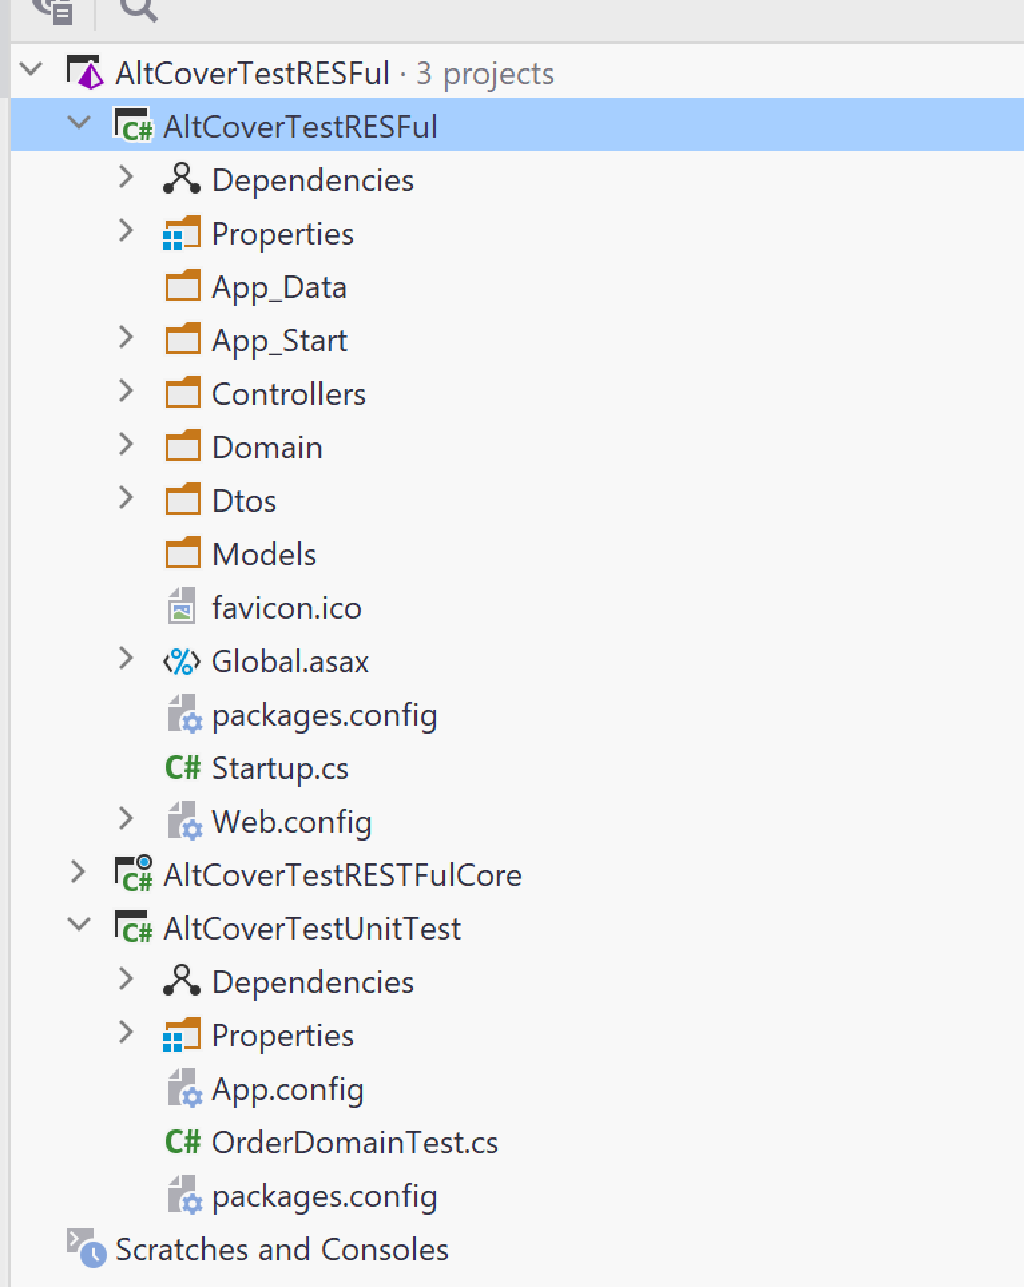 AltCoverTestRESFul · 3 projects
C# AltCoverTestRESFul
Dependencies
Properties
App_Data
App_Start
Controllers
Domain
Dtos
Models
favicon.ico
<%> Global.asax
packages.config
C# Startup.cs
Web.config
C# AltCoverTestRESTFulCore
C# AltCoverTestUnitTest
Dependencies
Properties
App.config
C# OrderDomainTest.cs
packages.config
Scratches and Consoles